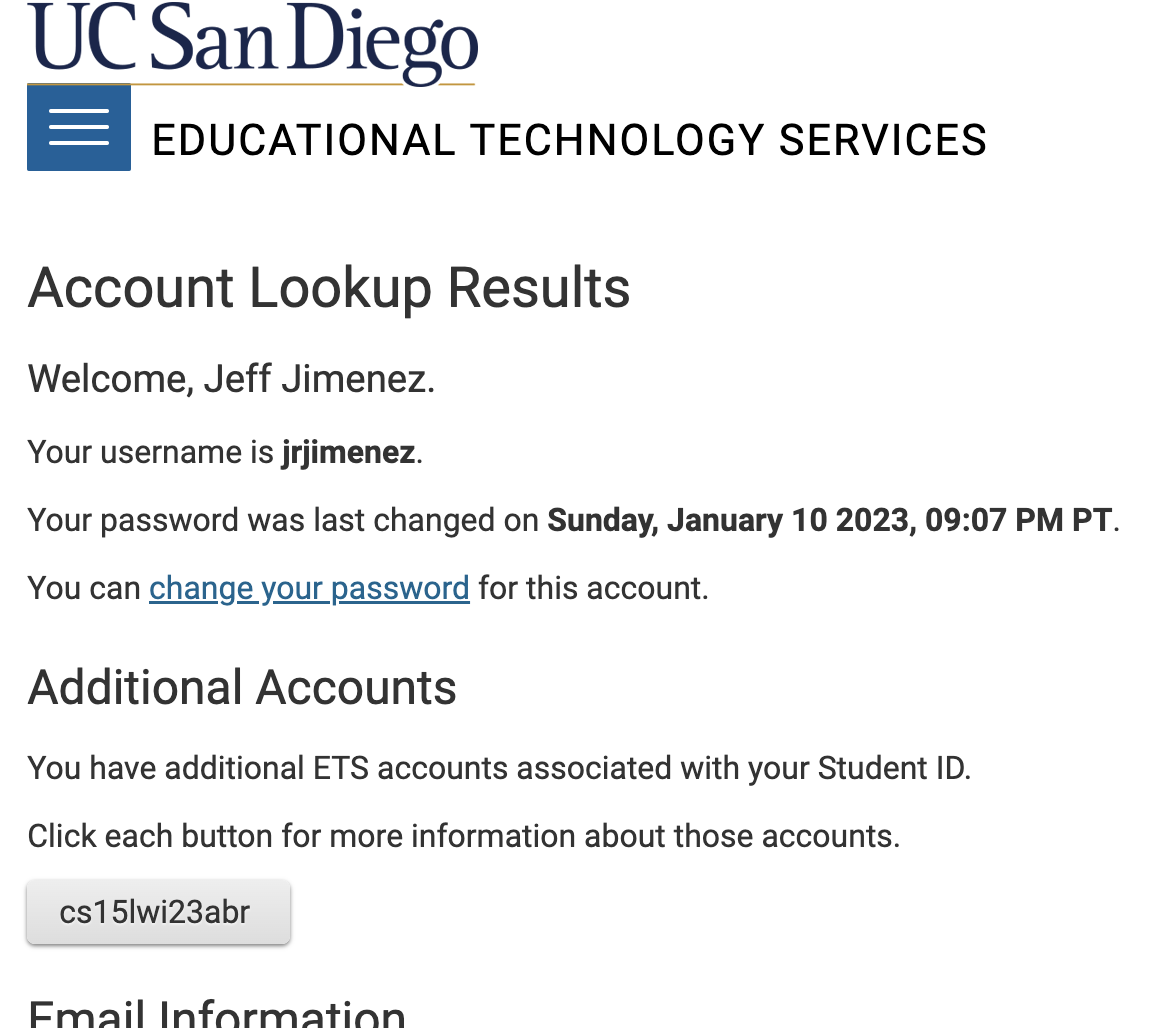 UC San Diego
EDUCATIONAL TECHNOLOGY SERVICES
Account Lookup Results
Welcome, Jeff Jimenez.
Your username is jrjimenez.
Your password was last changed on Sunday, January 10 2023, 09:07 PM PT.
You can change your password for this account.
Additional Accounts
You have additional ETS accounts associated with your Student ID.
Click each button for more information about those accounts.
cs15lwi23abr
Email Information